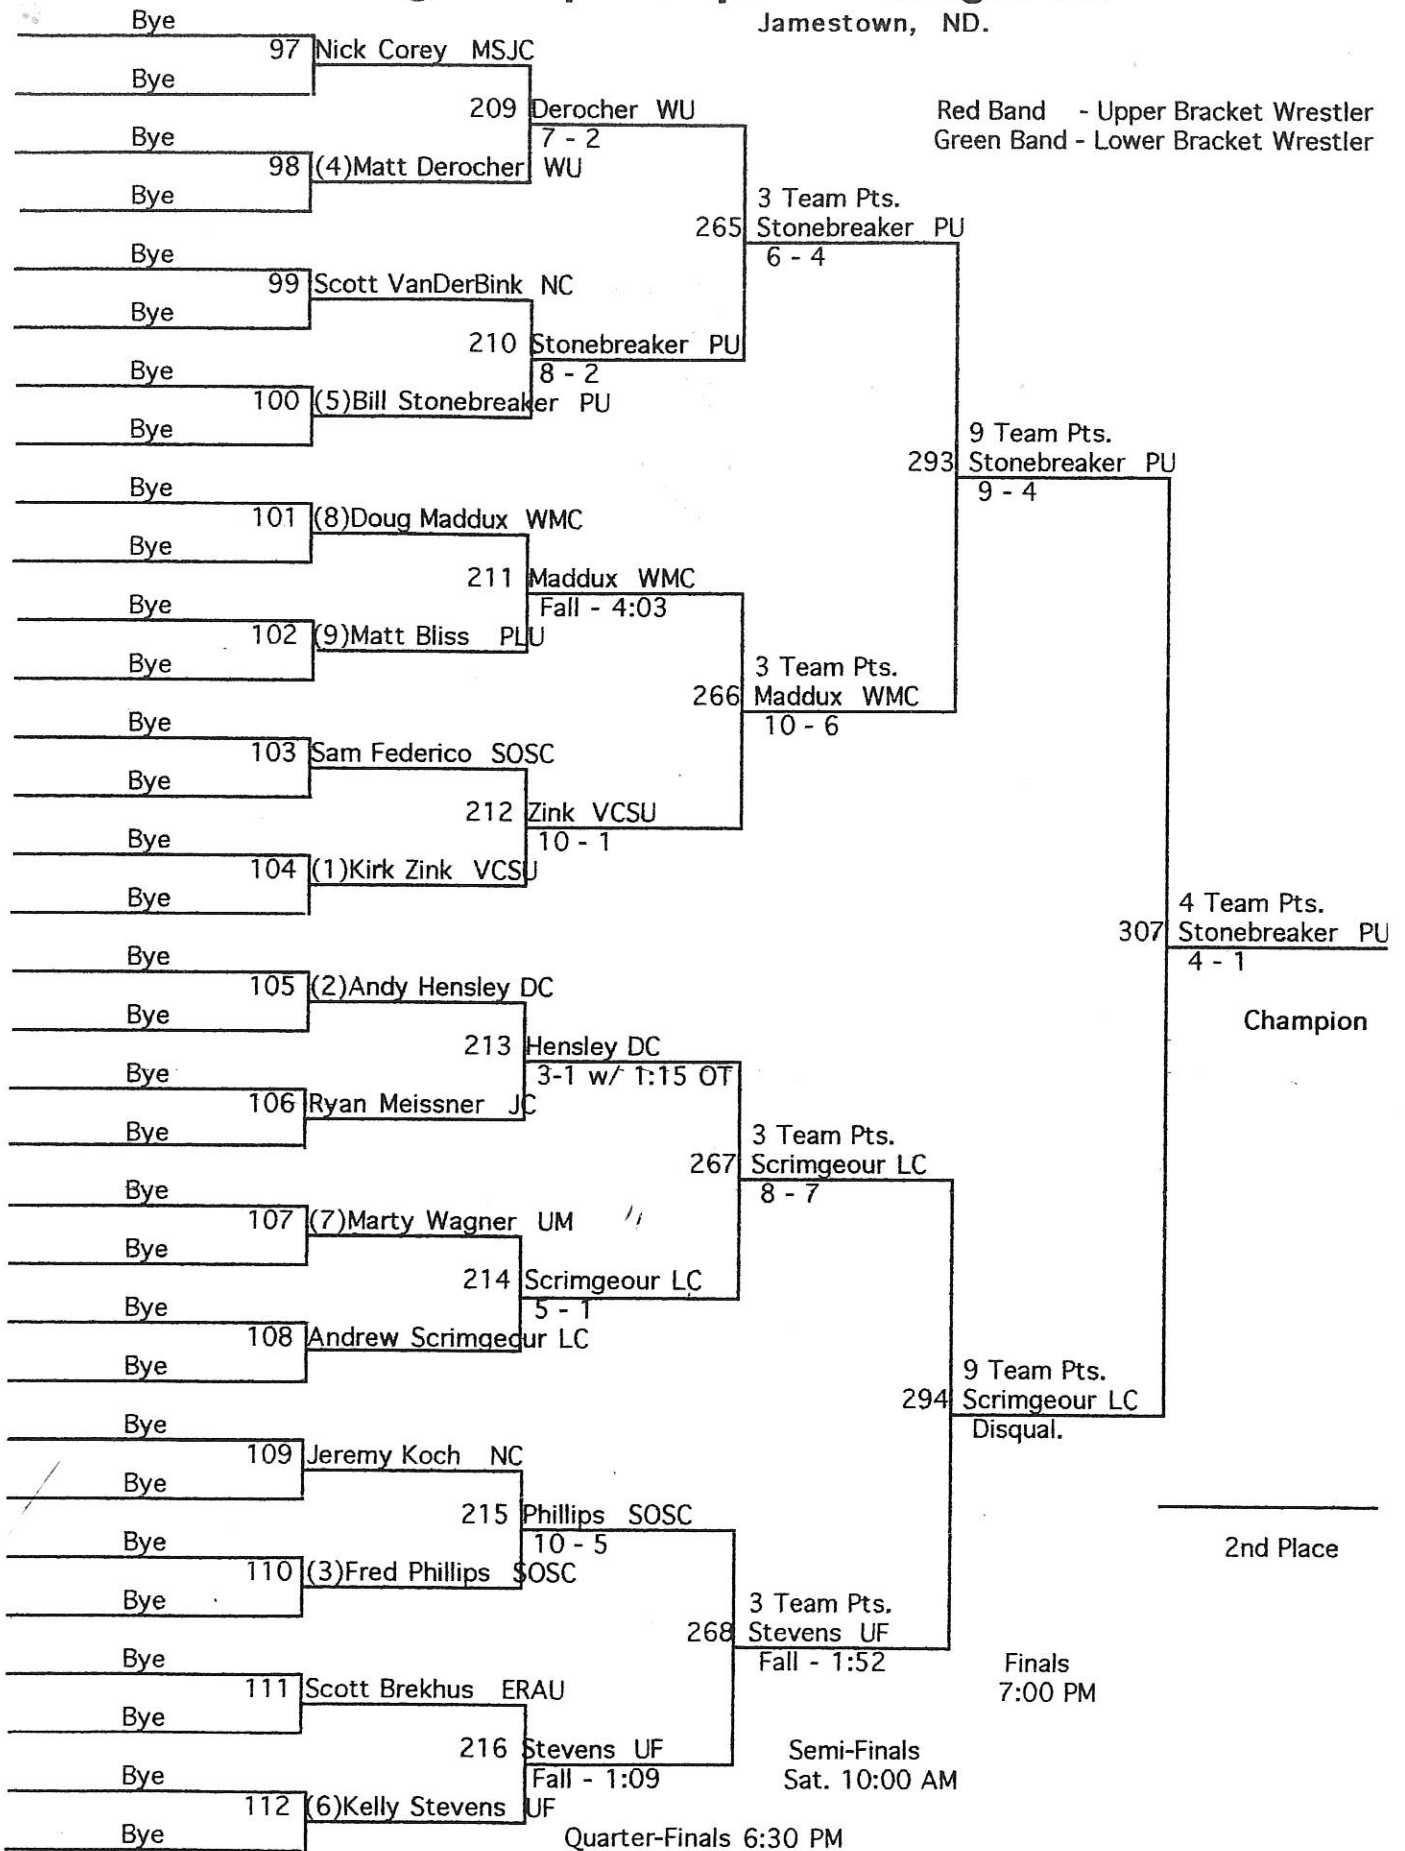 Jamestown, ND.
Bye
97 Nick Corey MSJC
Bye
209 Derocher WU
7 - 2
Red Band - Upper Bracket Wrestler
Green Band - Lower Bracket Wrestler
Bye
98 (4)Matt Derocher WU
Bye
3 Team Pts.
265 Stonebreaker PU
6 - 4
Bye
99 Scott VanDerBink NC
Bye
210 Stonebreaker PU
8 - 2
Bye
100 (5)Bill Stonebreaker PU
Bye
9 Team Pts.
293 Stonebreaker PU
9 - 4
Bye
101 (8)Doug Maddux WMC
Bye
211 Maddux WMC
Fall - 4:03
Bye
102 (9)Matt Bliss PLU
Bye
3 Team Pts.
266 Maddux WMC
10 - 6
Bye
103 Sam Federico SOSC
Bye
212 Zink VCSU
10 - 1
Bye
104 (1)Kirk Zink VCSU
Bye
4 Team Pts.
307 Stonebreaker PU
4 - 1
Champion
Bye
105 (2)Andy Hensley DC
Bye
213 Hensley DC
3-1 w/ 1:15 OT
Bye
106 Ryan Meissner JC
Bye
3 Team Pts.
267 Scrimgeour LC
8 - 7
Bye
107 (7)Marty Wagner UM
Bye
214 Scrimgeour LC
5 - 1
Bye
108 Andrew Scrimgeour LC
Bye
9 Team Pts.
294 Scrimgeour LC
Disqual.
Bye
109 Jeremy Koch NC
Bye
215 Phillips SOSC
10 - 5
2nd Place
Bye
110 (3)Fred Phillips SOSC
Bye
3 Team Pts.
268 Stevens UF
Fall - 1:52
Finals
7:00 PM
Bye
111 Scott Brekhus ERAU
Bye
216 Stevens UF
Fall - 1:09
Semi-Finals
Sat. 10:00 AM
Bye
112 (6)Kelly Stevens UF
Bye
Quarter-Finals 6:30 PM